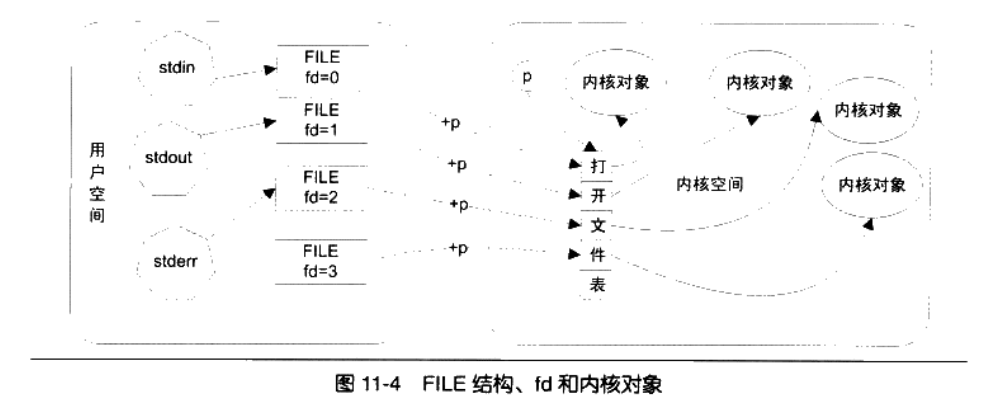 用户空间
stdin
stdout
stderr
FILE
fd=0
FILE
fd=1
FILE
fd=2
FILE
fd=3
+p
+p
+p
+p
p
内核对象
内核对象
内核对象
内核对象
内核空间
打
开
文
件
表
图 11-4 FILE 结构、fd 和内核对象